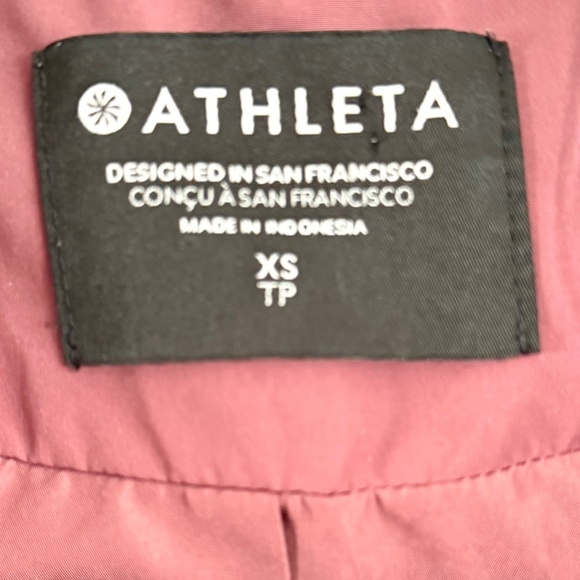 ATHLETA
DESIGNED IN SAN FRANCISCO
CONÇU À SAN FRANCISCO
MADE IN INDONESIA
XS
TP